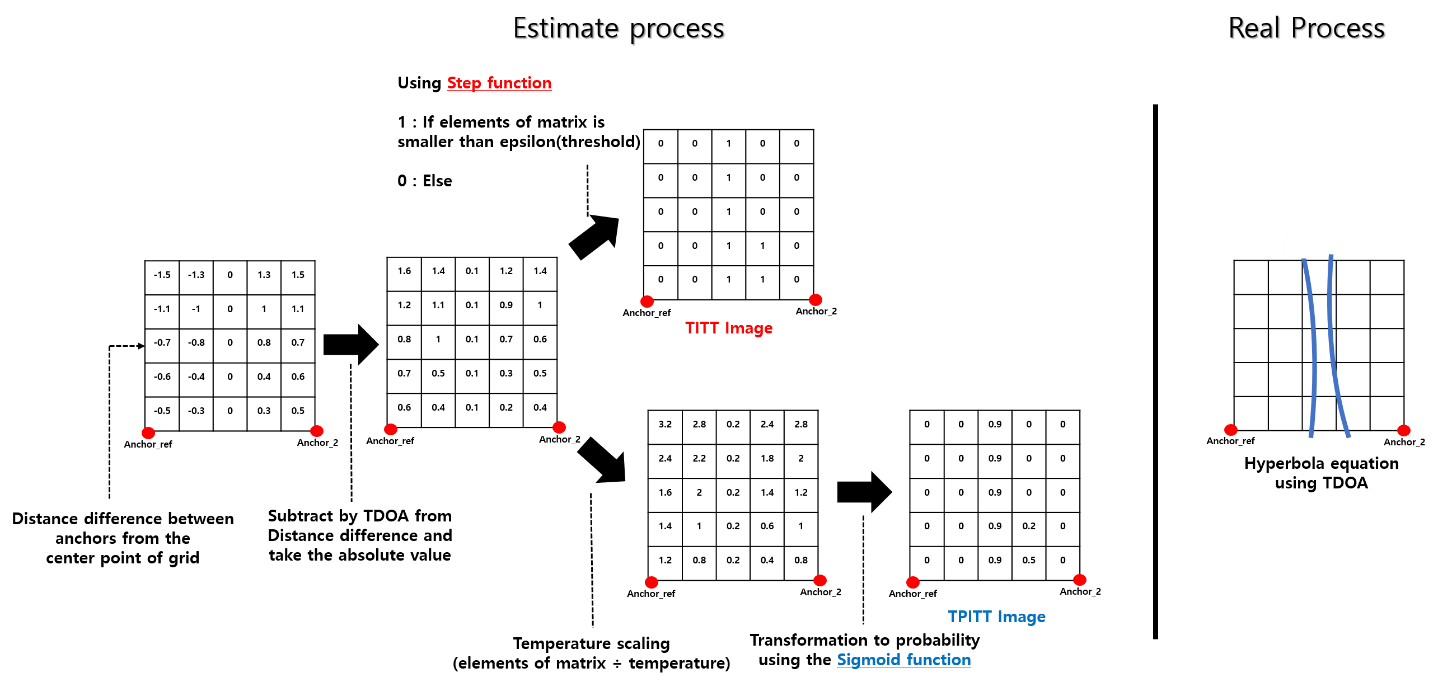 Estimate process
Real Process
Using Step function
1 : If elements of matrix is
smaller than epsilon(threshold)
0 : Else
0 0 1 0 0
0 0 1 0 0
0 0 1 0 0
0 0 1 1 0
0 0 1 1 0
Anchor_ref
Anchor_2
TITT Image
-1.5 -1.3 0 1.3 1.5
-1.1 -1 0 1 1.1
-0.7 -0.8 0 0.8 0.7
-0.6 -0.4 0 0.4 0.6
-0.5 -0.3 0 0.3 0.5
Anchor_ref
Anchor_2
Distance difference between
anchors from the
center point of grid
1.6 1.4 0.1 1.2 1.4
1.2 1.1 0.1 0.9 1
0.8 1 0.1 0.7 0.6
0.7 0.5 0.1 0.3 0.5
0.6 0.4 0.1 0.2 0.4
Anchor_ref
Anchor_2
Subtract by TDOA from
Distance difference and
take the absolute value
3.2 2.8 0.2 2.4 2.8
2.4 2.2 0.2 1.8 2
1.6 2 0.2 1.4 1.2
1.4 1 0.2 0.6 1
1.2 0.8 0.2 0.4 0.8
Anchor_ref
Anchor_2
Temperature scaling
(elements of matrix ÷ temperature)
0 0 0.9 0 0
0 0 0.9 0 0
0 0 0.9 0 0
0 0 0.9 0.2 0
0 0 0.9 0.5 0
Anchor_ref
Anchor_2
TPITT Image
Transformation to probability
using the Sigmoid function
Anchor_ref
Anchor_2
Hyperbola equation
using TDOA